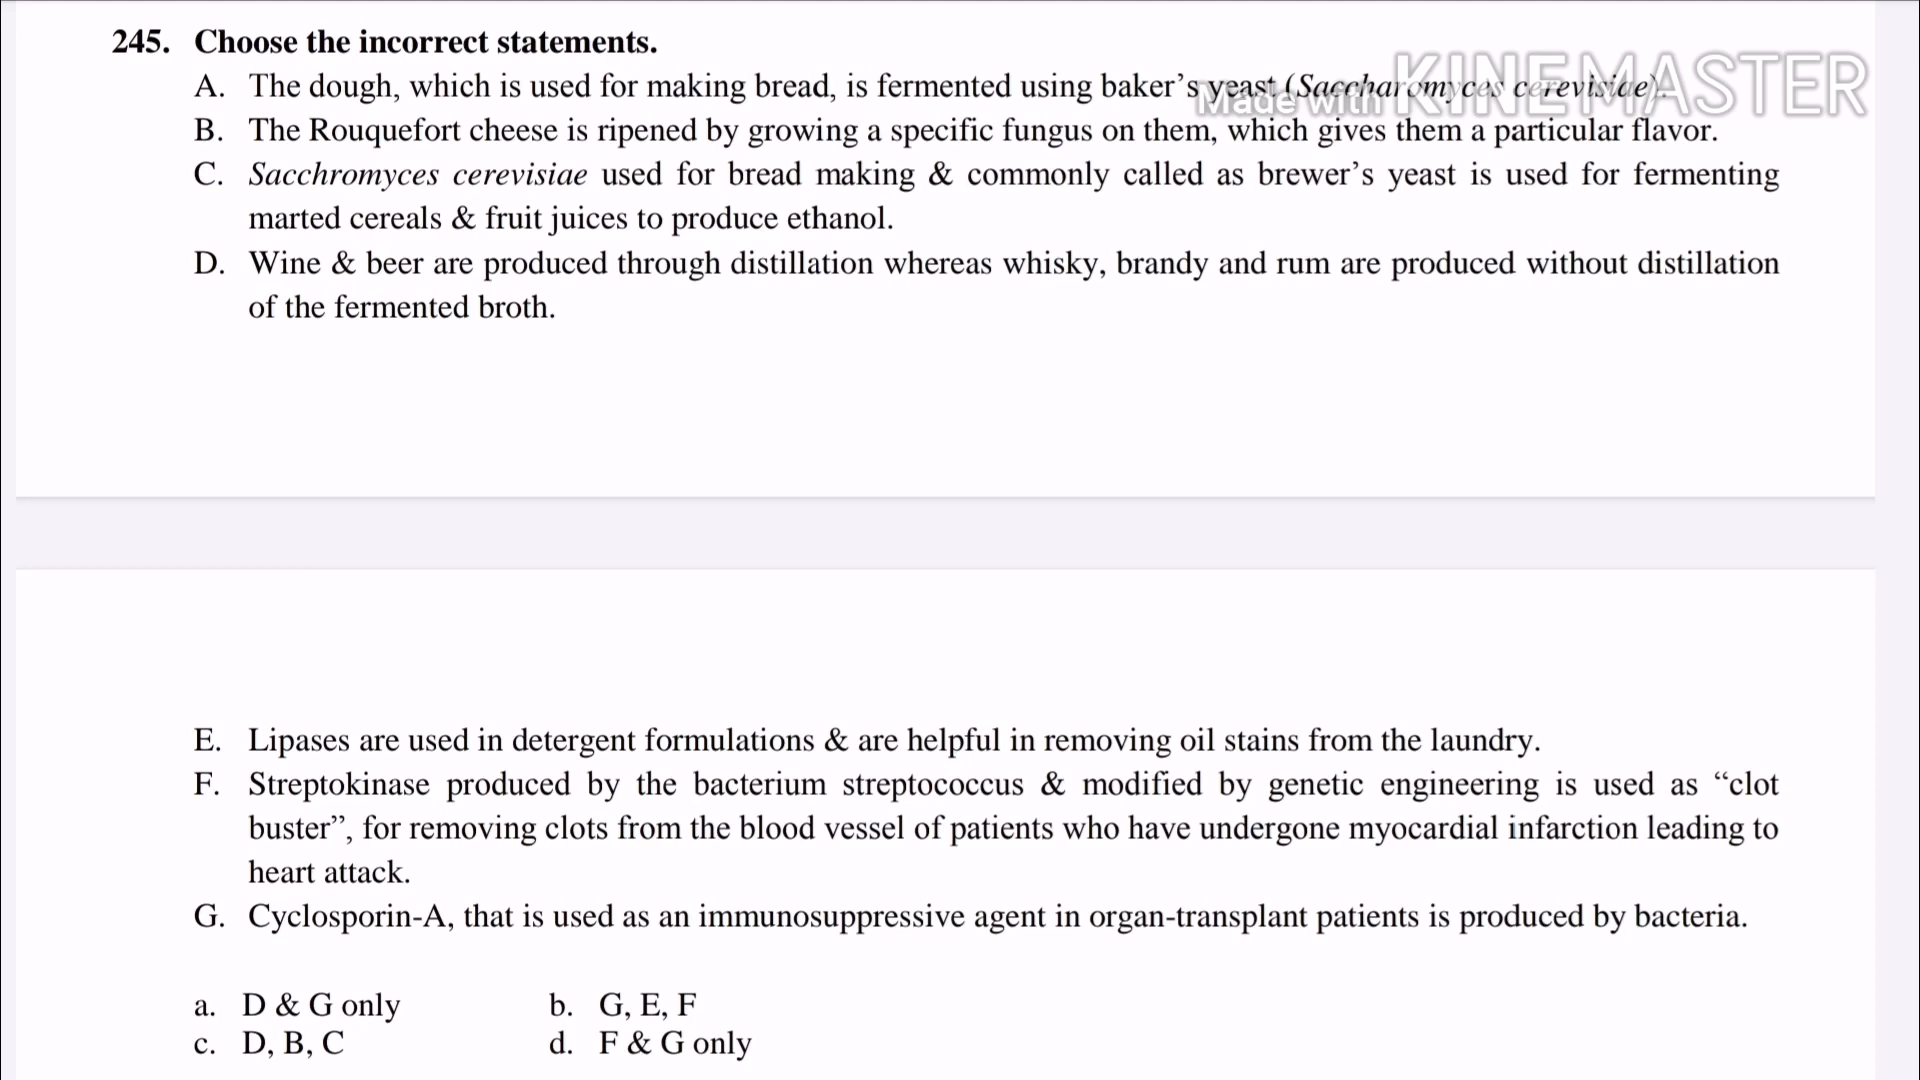 245. Choose the incorrect statements.
A. The dough, which is used for making bread, is fermented using baker's yeast (Saccharomyces cerevisiae).
Made with KINEMASTER
B. The Rouquefort cheese is ripened by growing a specific fungus on them, which gives them a particular flavor.
C. Sacchromyces cerevisiae used for bread making & commonly called as brewer's yeast is used for fermenting
marted cereals & fruit juices to produce ethanol.
D. Wine & beer are produced through distillation whereas whisky, brandy and rum are produced without distillation
of the fermented broth.
E. Lipases are used in detergent formulations & are helpful in removing oil stains from the laundry.
F. Streptokinase produced by the bacterium streptococcus & modified by genetic engineering is used as “clot
buster”, for removing clots from the blood vessel of patients who have undergone myocardial infarction leading to
heart attack.
G. Cyclosporin-A, that is used as an immunosuppressive agent in organ-transplant patients is produced by bacteria.
a. D & G only b. G, E, F
c. D, B, C d. F & G only